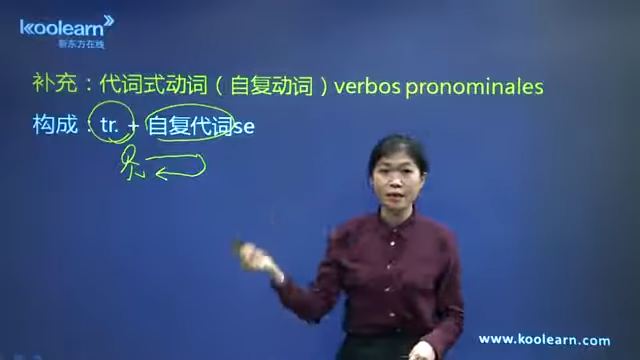 koolearn
新东方在线
补充：代词式动词（自复动词）verbos pronominales
构成：tr. + 自复代词se
www.koolearn.com